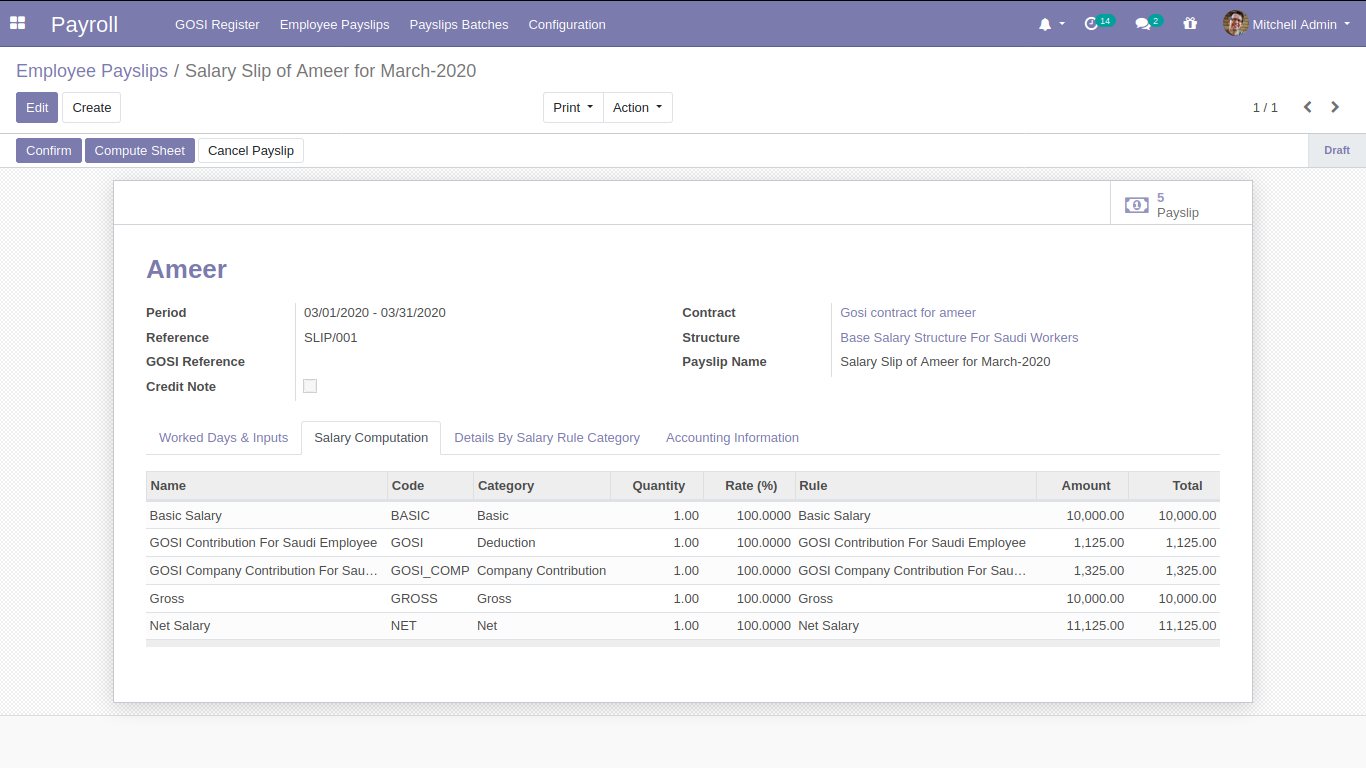 Payroll GOSI Register Employee Payslips Payslips Batches Configuration 14 2 Mitchell Admin
Employee Payslips / Salary Slip of Ameer for March-2020
Edit Create Print Action 1 / 1
Confirm Compute Sheet Cancel Payslip Draft
1 5
Payslip
Ameer
Period 03/01/2020 - 03/31/2020 Contract Gosi contract for ameer
Reference SLIP/001 Structure Base Salary Structure For Saudi Workers
GOSI Reference Payslip Name Salary Slip of Ameer for March-2020
Credit Note
Worked Days & Inputs Salary Computation Details By Salary Rule Category Accounting Information
Name Code Category Quantity Rate (%) Rule Amount Total
Basic Salary BASIC Basic 1.00 100.0000 Basic Salary 10,000.00 10,000.00
GOSI Contribution For Saudi Employee GOSI Deduction 1.00 100.0000 GOSI Contribution For Saudi Employee 1,125.00 1,125.00
GOSI Company Contribution For Sau… GOSI_COMP Company Contribution 1.00 100.0000 GOSI Company Contribution For Sau… 1,325.00 1,325.00
Gross GROSS Gross 1.00 100.0000 Gross 10,000.00 10,000.00
Net Salary NET Net 1.00 100.0000 Net Salary 11,125.00 11,125.00